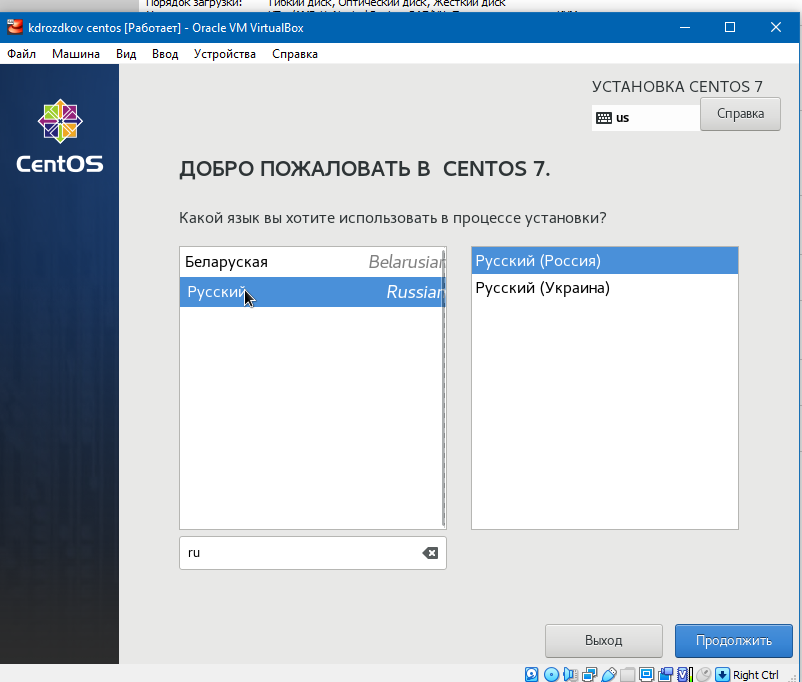 Порядок загрузки: Гибкий диск, Оптический диск, Жесткий диск
kdrozdkov centos [Работает] - Oracle VM VirtualBox
Файл Машина Вид Ввод Устройства Справка
УСТАНОВКА CENTOS 7
us Справка
CentOS
ДОБРО ПОЖАЛОВАТЬ В CENTOS 7.
Какой язык вы хотите использовать в процессе установки?
Беларуская Belarusian
Русский Russian
Русский (Россия)
Русский (Украина)
ru
Выход Продолжить
Right Ctrl